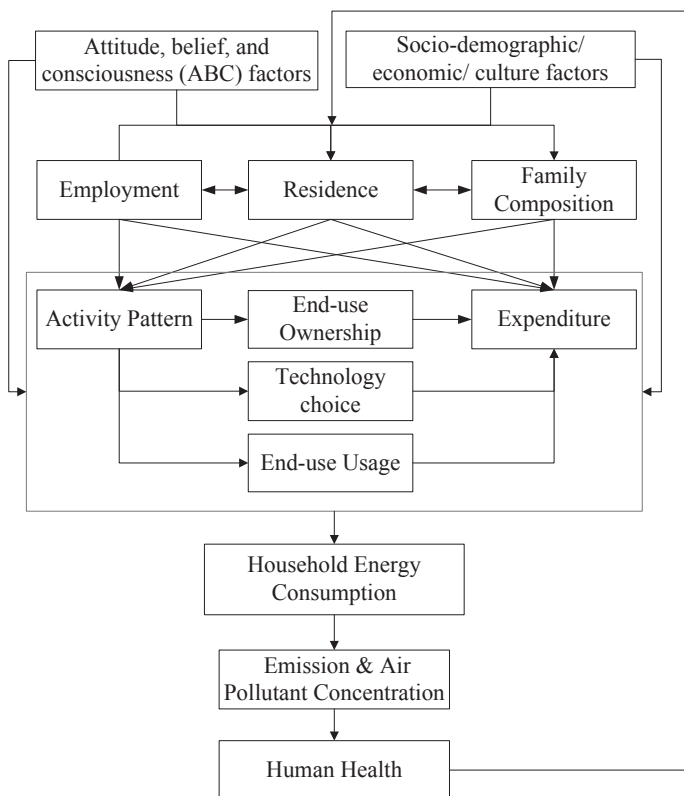 Attitude, belief, and
consciousness (ABC) factors
Socio-demographic/
economic/ culture factors
Employment
Residence
Family
Composition
Activity Pattern
End-use
Ownership
Expenditure
Technology
choice
End-use Usage
Household Energy
Consumption
Emission & Air
Pollutant Concentration
Human Health